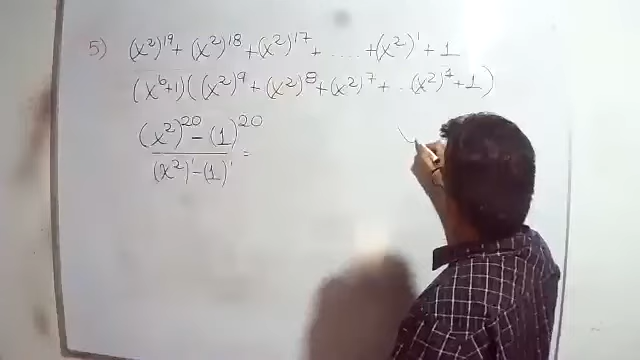 5) (x²)¹⁹ + (x²)¹⁸ + (x²)¹⁷ + .... + (x²)¹ + 1
(x⁶+1)((x²)⁹ + (x²)⁸ + (x²)⁷ + .. (x²)¹ + 1)
(x²)²⁰ - (1)²⁰
(x²)¹ - (1)¹ =